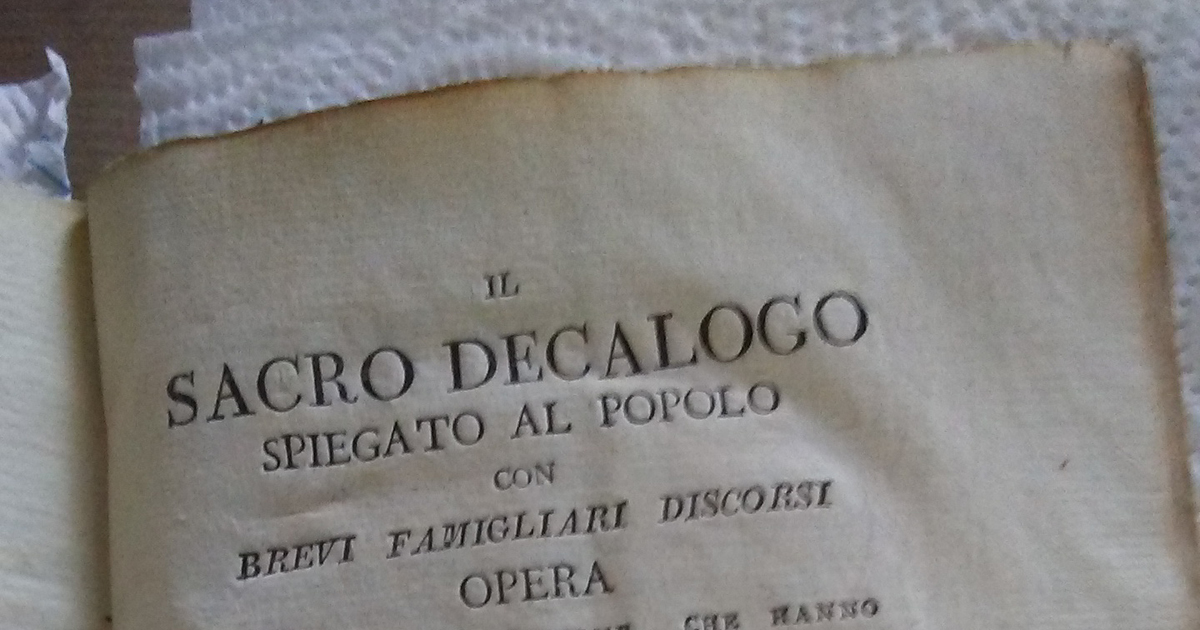 IL
SACRO DECALOGO
SPIEGATO AL POPOLO
CON
BREVI FAMIGLIARI DISCORSI
OPERA
CHE HANNO